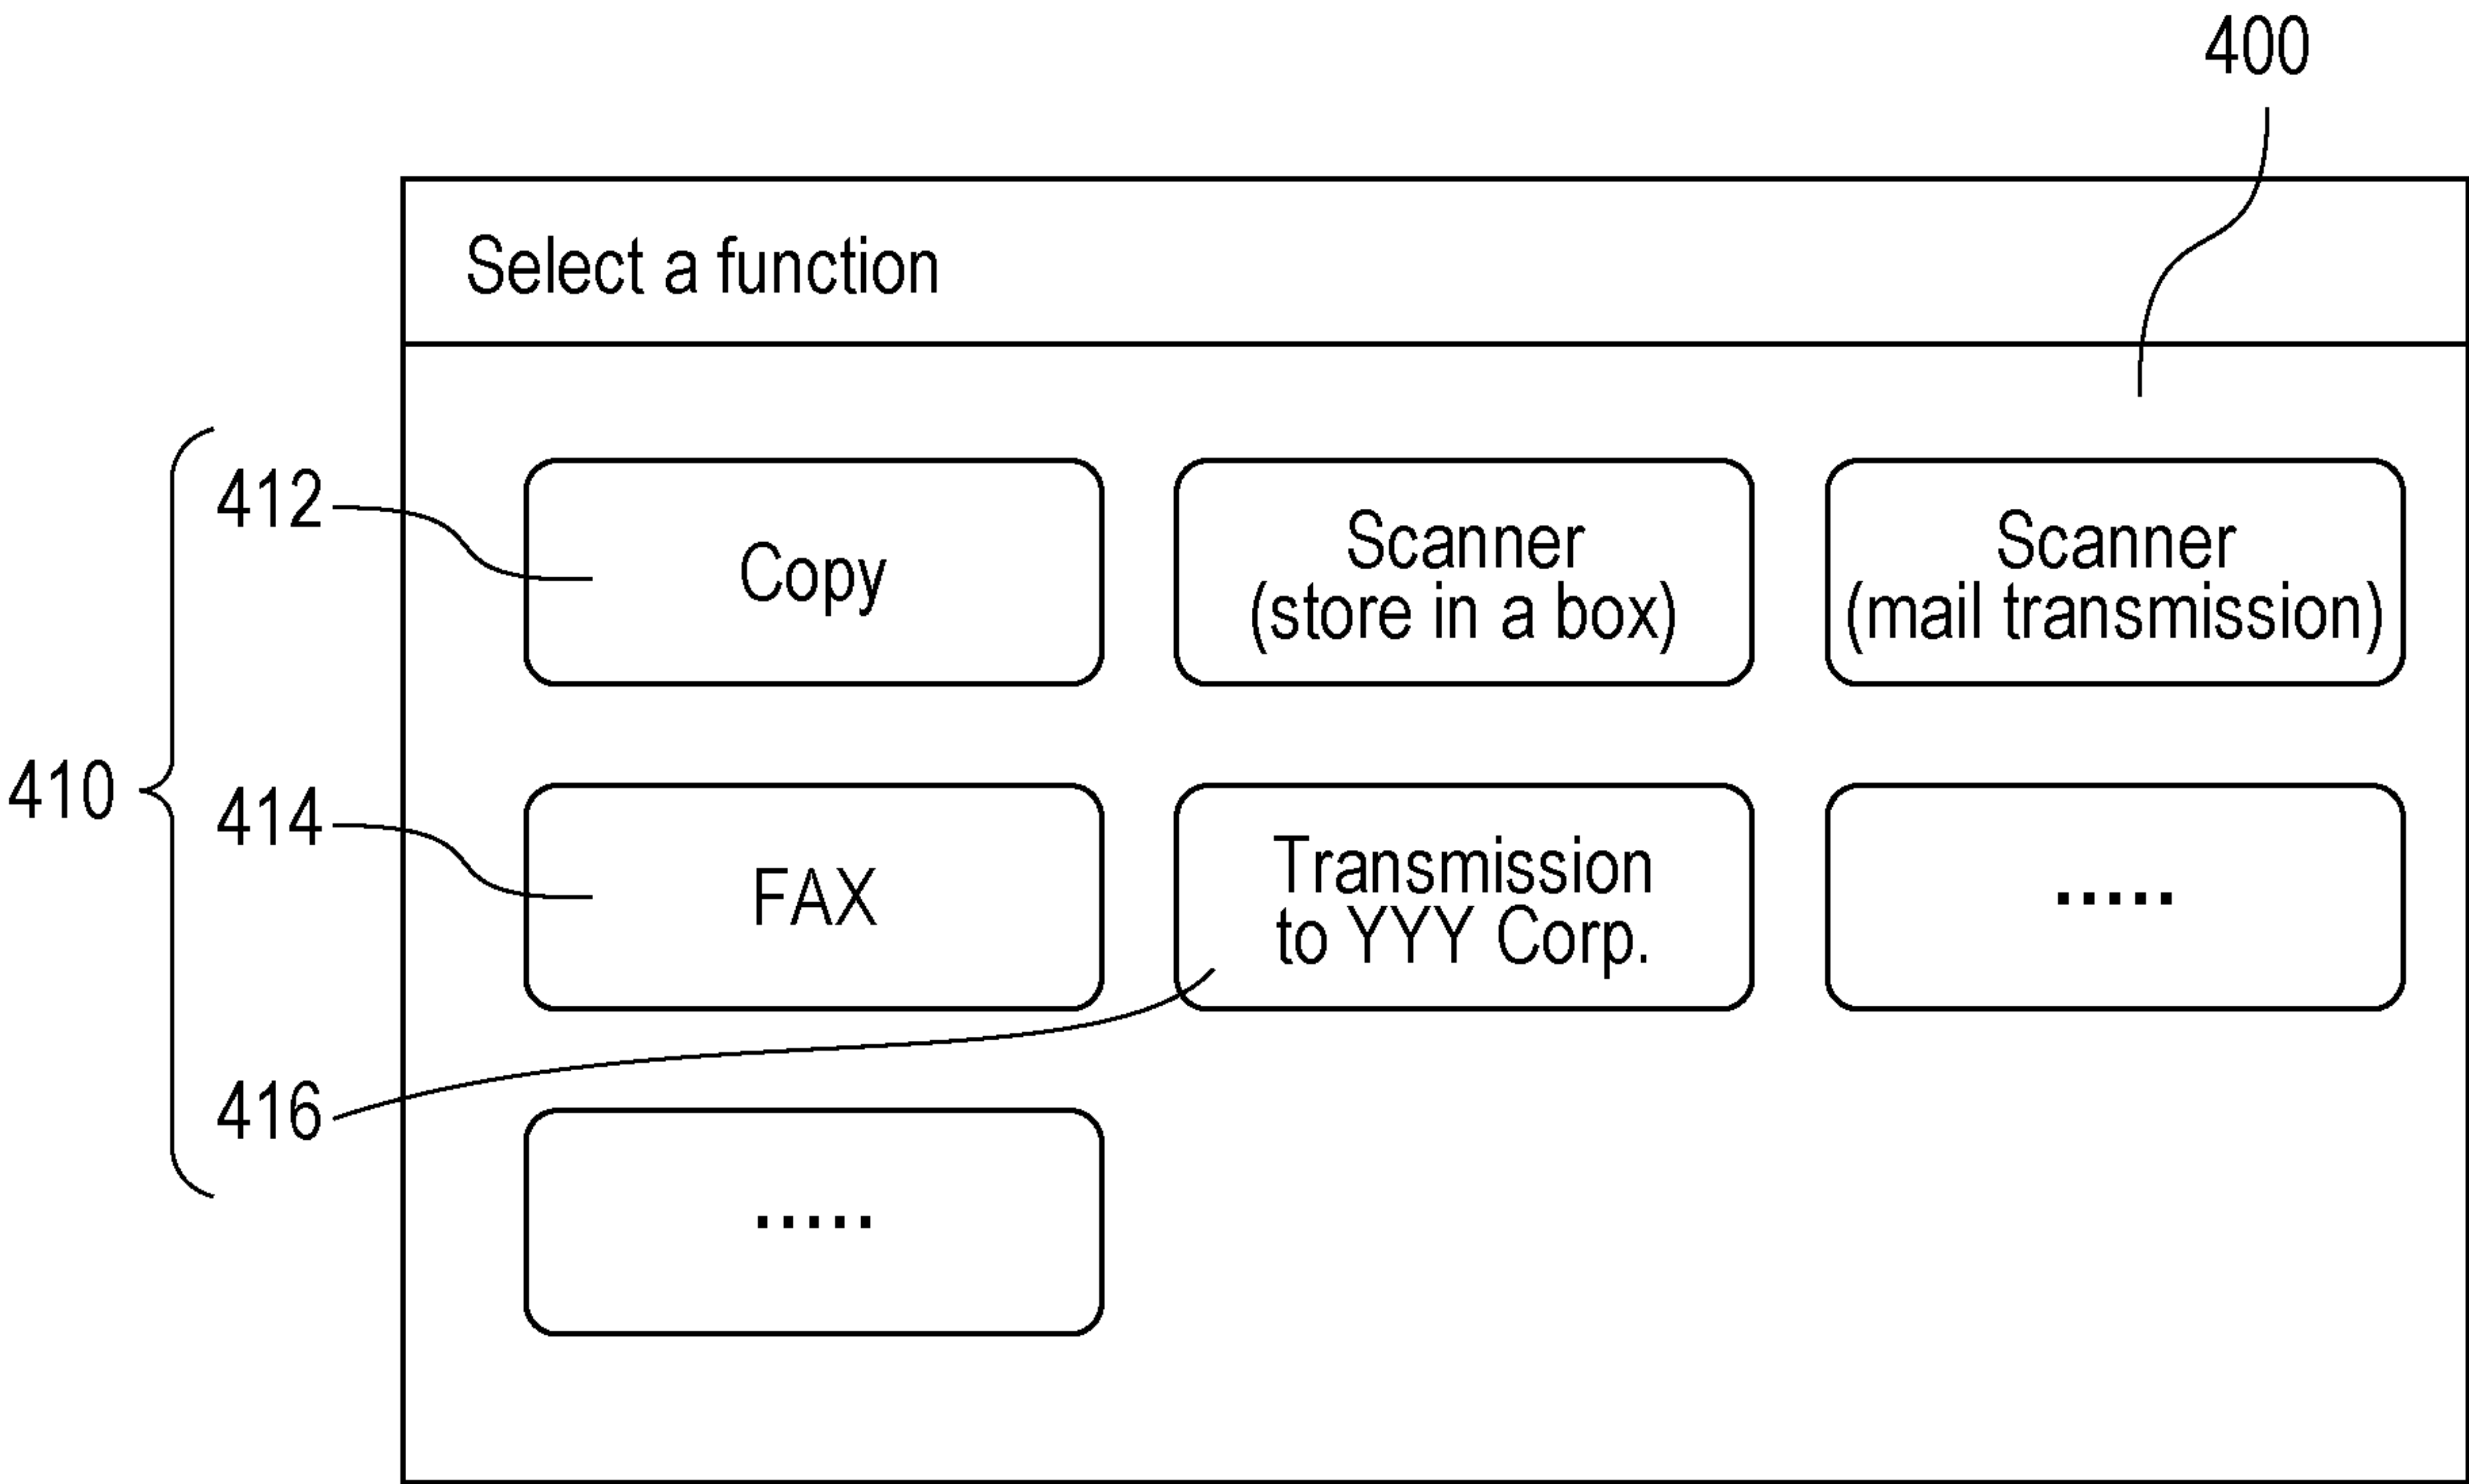 400
Select a function
412
Copy
Scanner
(store in a box)
Scanner
(mail transmission)
410
414
FAX
Transmission
to YYY Corp.
.....
416
.....